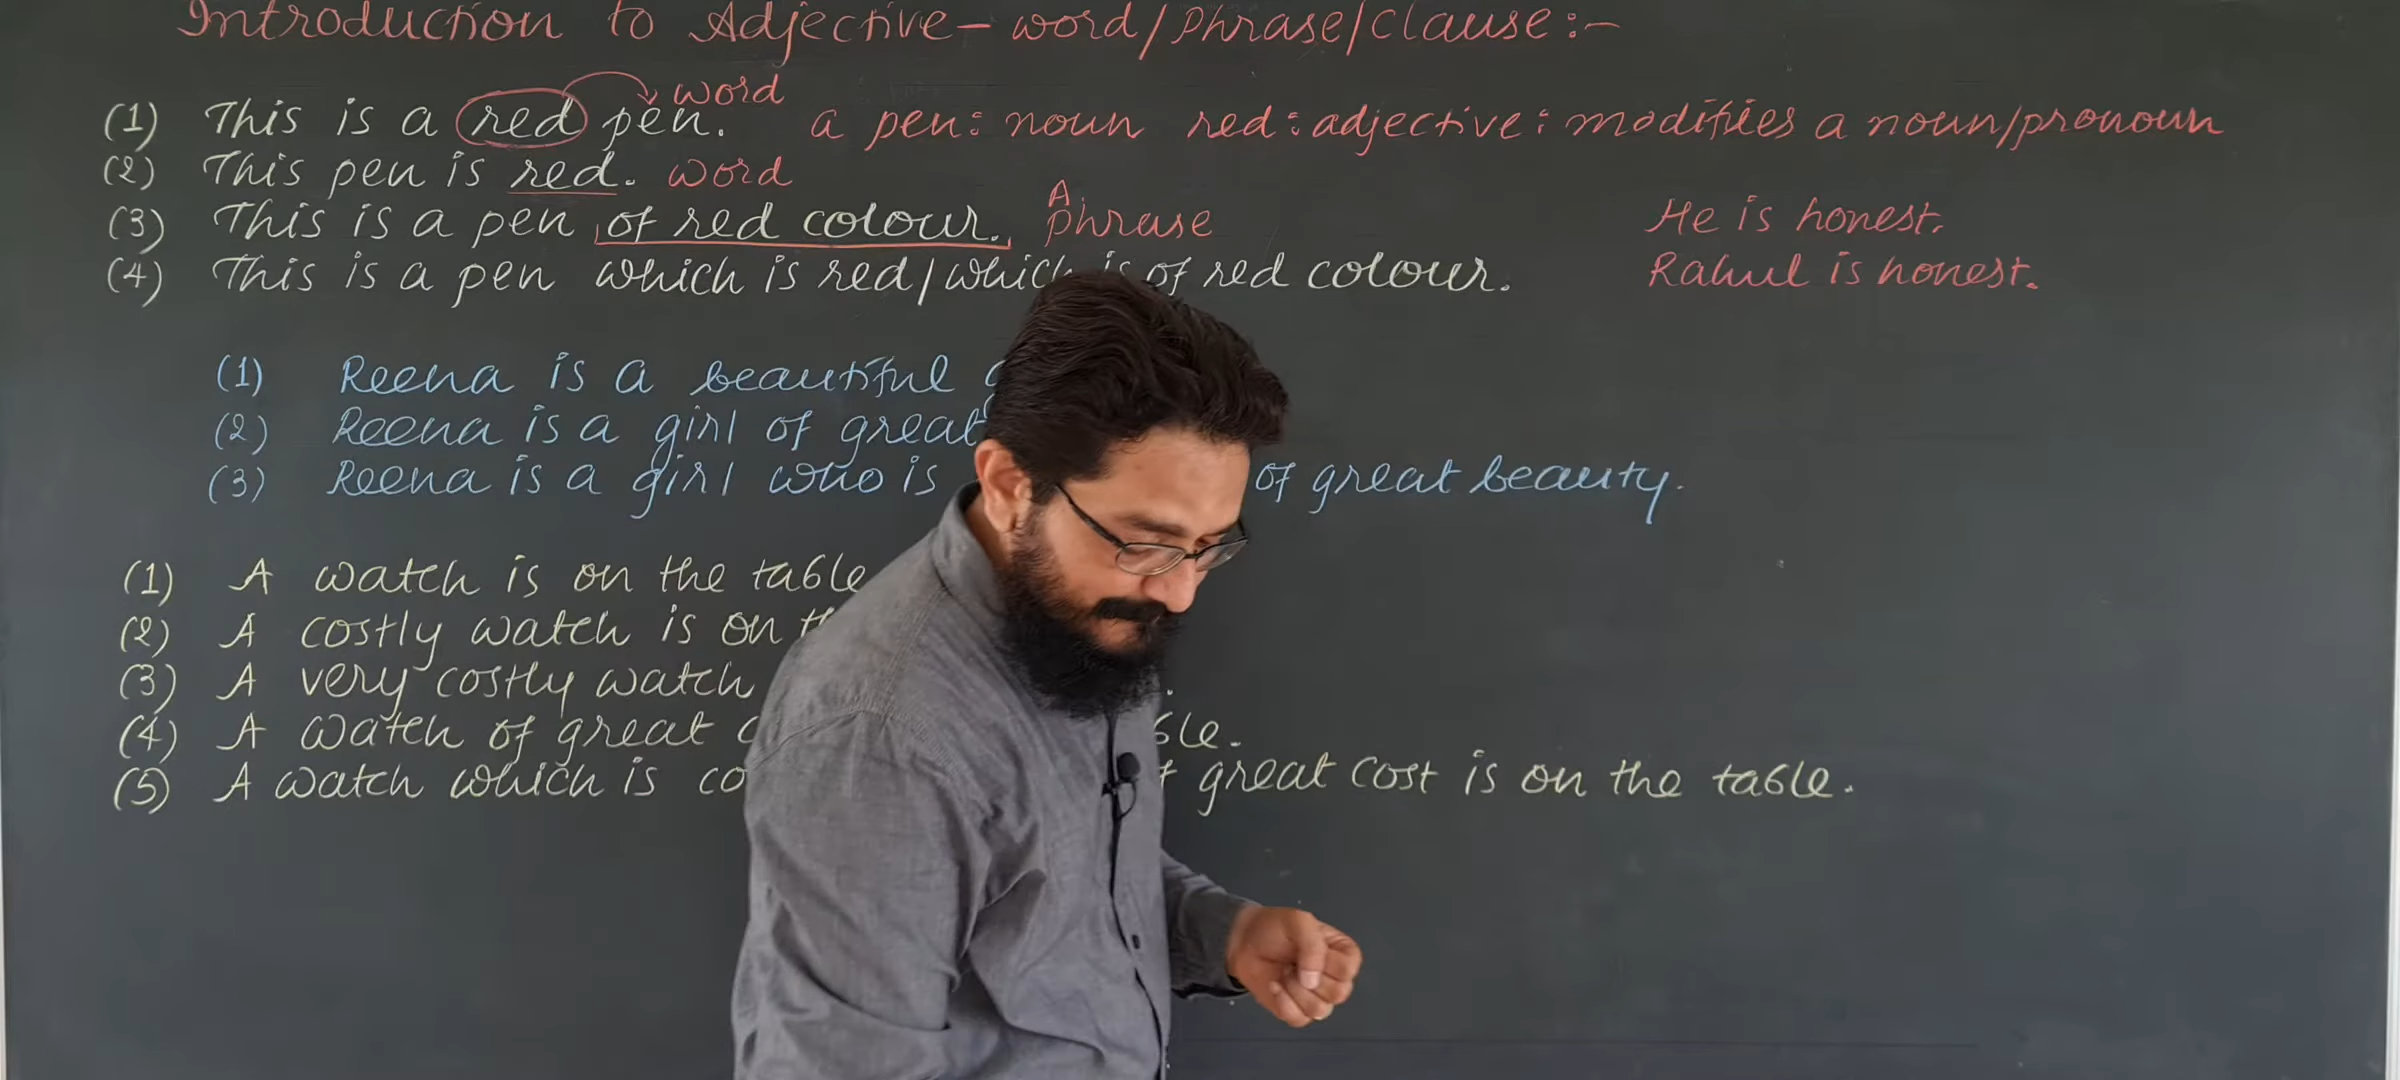 Introduction to Adjective – word/phrase/clause:–
word
(1) This is a red pen. a pen: noun red: adjective: modifies a noun/pronoun
(2) This pen is red. word
(3) This is a pen of red colour. A. phrase He is honest.
(4) This is a pen which is red/which is of red colour. Rahul is honest.
(1) Reena is a beautiful
(2) Reena is a girl of great
(3) Reena is a girl who is of great beauty.
(1) A watch is on the table
(2) A costly watch is on
(3) A very costly watch
(4) A watch of great
(5) A watch which is great cost is on the table.